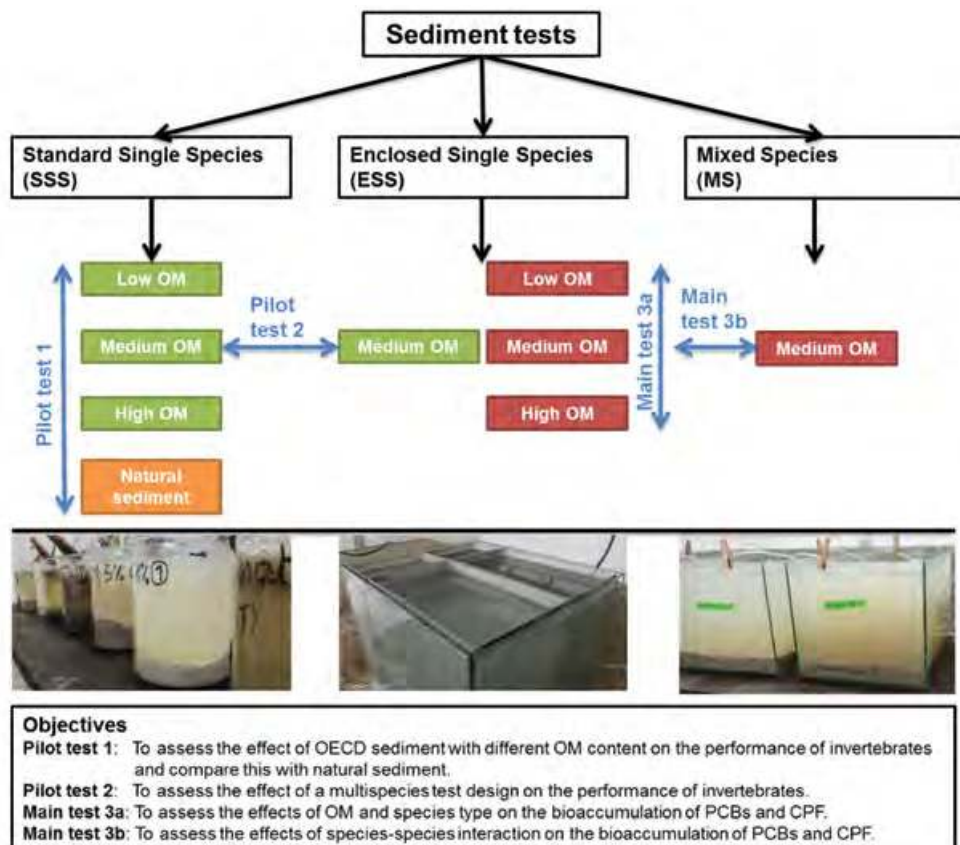 Sediment tests
Standard Single Species
(SSS)
Enclosed Single Species
(ESS)
Mixed Species
(MS)
Pilot test 1
Low OM
Medium OM
High OM
Natural
sediment
Pilot
test 2
Medium OM
Low OM
Medium OM
High OM
Main test 3a
Main
test 3b
Medium OM
5%
①
Objectives
Pilot test 1: To assess the effect of OECD sediment with different OM content on the performance of invertebrates
and compare this with natural sediment.
Pilot test 2: To assess the effect of a multispecies test design on the performance of invertebrates.
Main test 3a: To assess the effects of OM and species type on the bioaccumulation of PCBs and CPF.
Main test 3b: To assess the effects of species-species interaction on the bioaccumulation of PCBs and CPF.